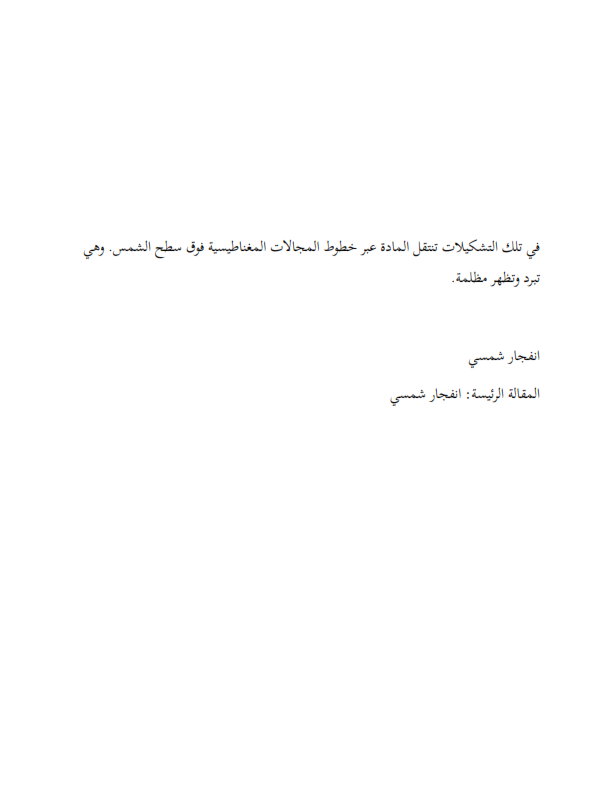 في تلك التشكيلات تنتقل المادة عبر خطوط المجالات المغناطيسية فوق سطح الشمس. وهي
تبرد وتظهر مظلمة.
انفجار شمسي
المقالة الرئيسة: انفجار شمسي